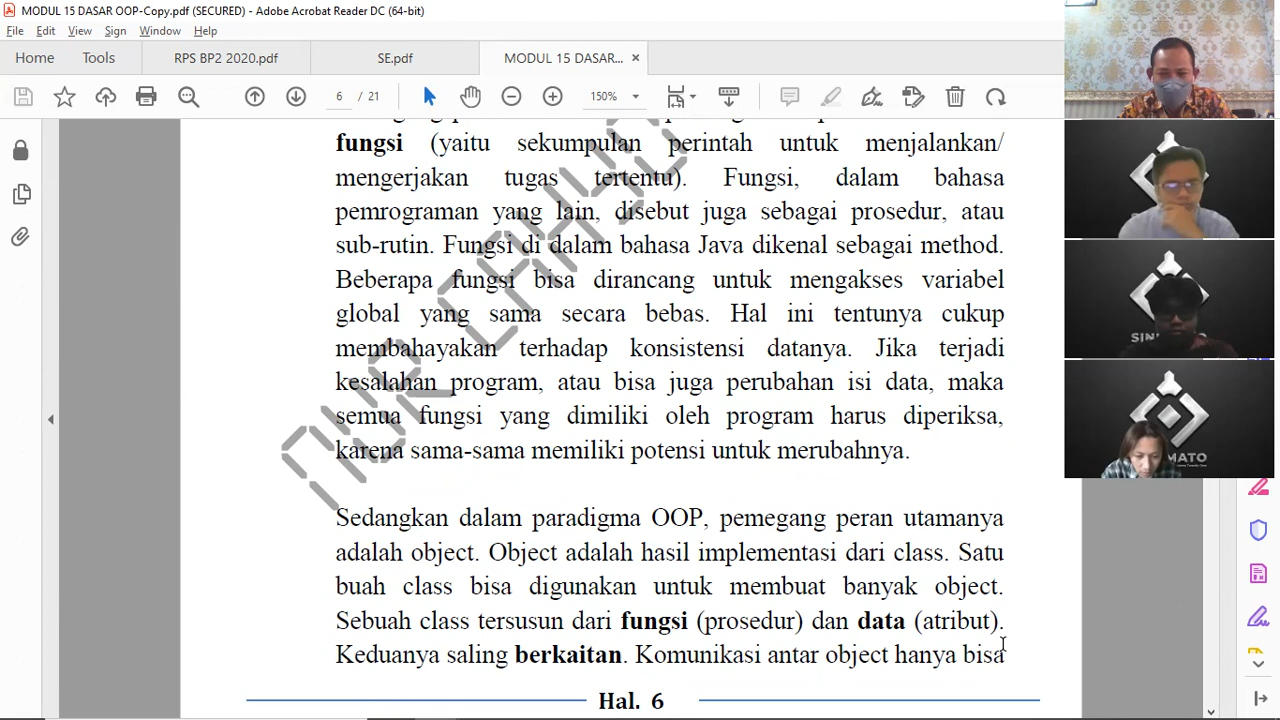 MODUL 15 DASAR OOP-Copy.pdf (SECURED) - Adobe Acrobat Reader DC (64-bit)
File Edit View Sign Window Help
Home Tools RPS BP2 2020.pdf SE.pdf MODUL 15 DASAR... ×
6 / 21 150%
fungsi (yaitu sekumpulan perintah untuk menjalankan/
mengerjakan tugas tertentu). Fungsi, dalam bahasa
pemrograman yang lain, disebut juga sebagai prosedur, atau
sub-rutin. Fungsi di dalam bahasa Java dikenal sebagai method.
Beberapa fungsi bisa dirancang untuk mengakses variabel
global yang sama secara bebas. Hal ini tentunya cukup
membahayakan terhadap konsistensi datanya. Jika terjadi
kesalahan program, atau bisa juga perubahan isi data, maka
semua fungsi yang dimiliki oleh program harus diperiksa,
karena sama-sama memiliki potensi untuk merubahnya.
Sedangkan dalam paradigma OOP, pemegang peran utamanya
adalah object. Object adalah hasil implementasi dari class. Satu
buah class bisa digunakan untuk membuat banyak object.
Sebuah class tersusun dari fungsi (prosedur) dan data (atribut).
Keduanya saling berkaitan. Komunikasi antar object hanya bisa
Hal. 6
NUR CAHYO